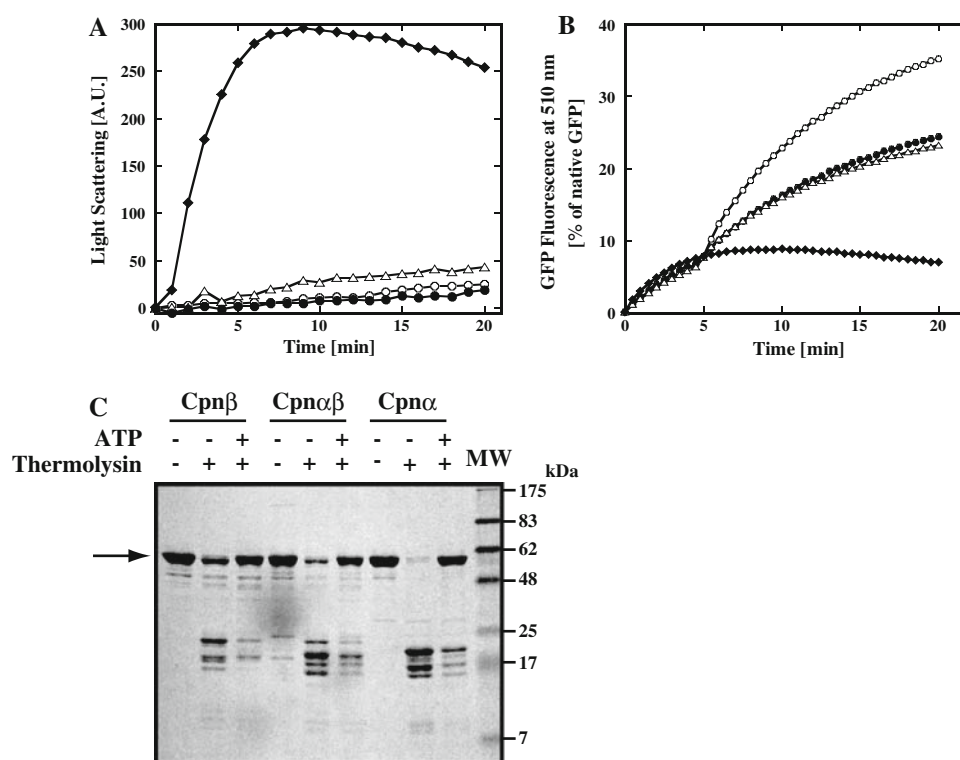 A
Light Scattering [A.U.]
300
250
200
150
100
50
0
0 5 10 15 20
Time [min]
B
GFP Fluorescence at 510 nm
[% of native GFP]
40
30
20
10
0
0 5 10 15 20
Time [min]
C
Cpnβ Cpnαβ Cpnα
ATP - - + - - + - - +
Thermolysin - + + - + + - + + MW kDa
175
83
62
48
25
17
7